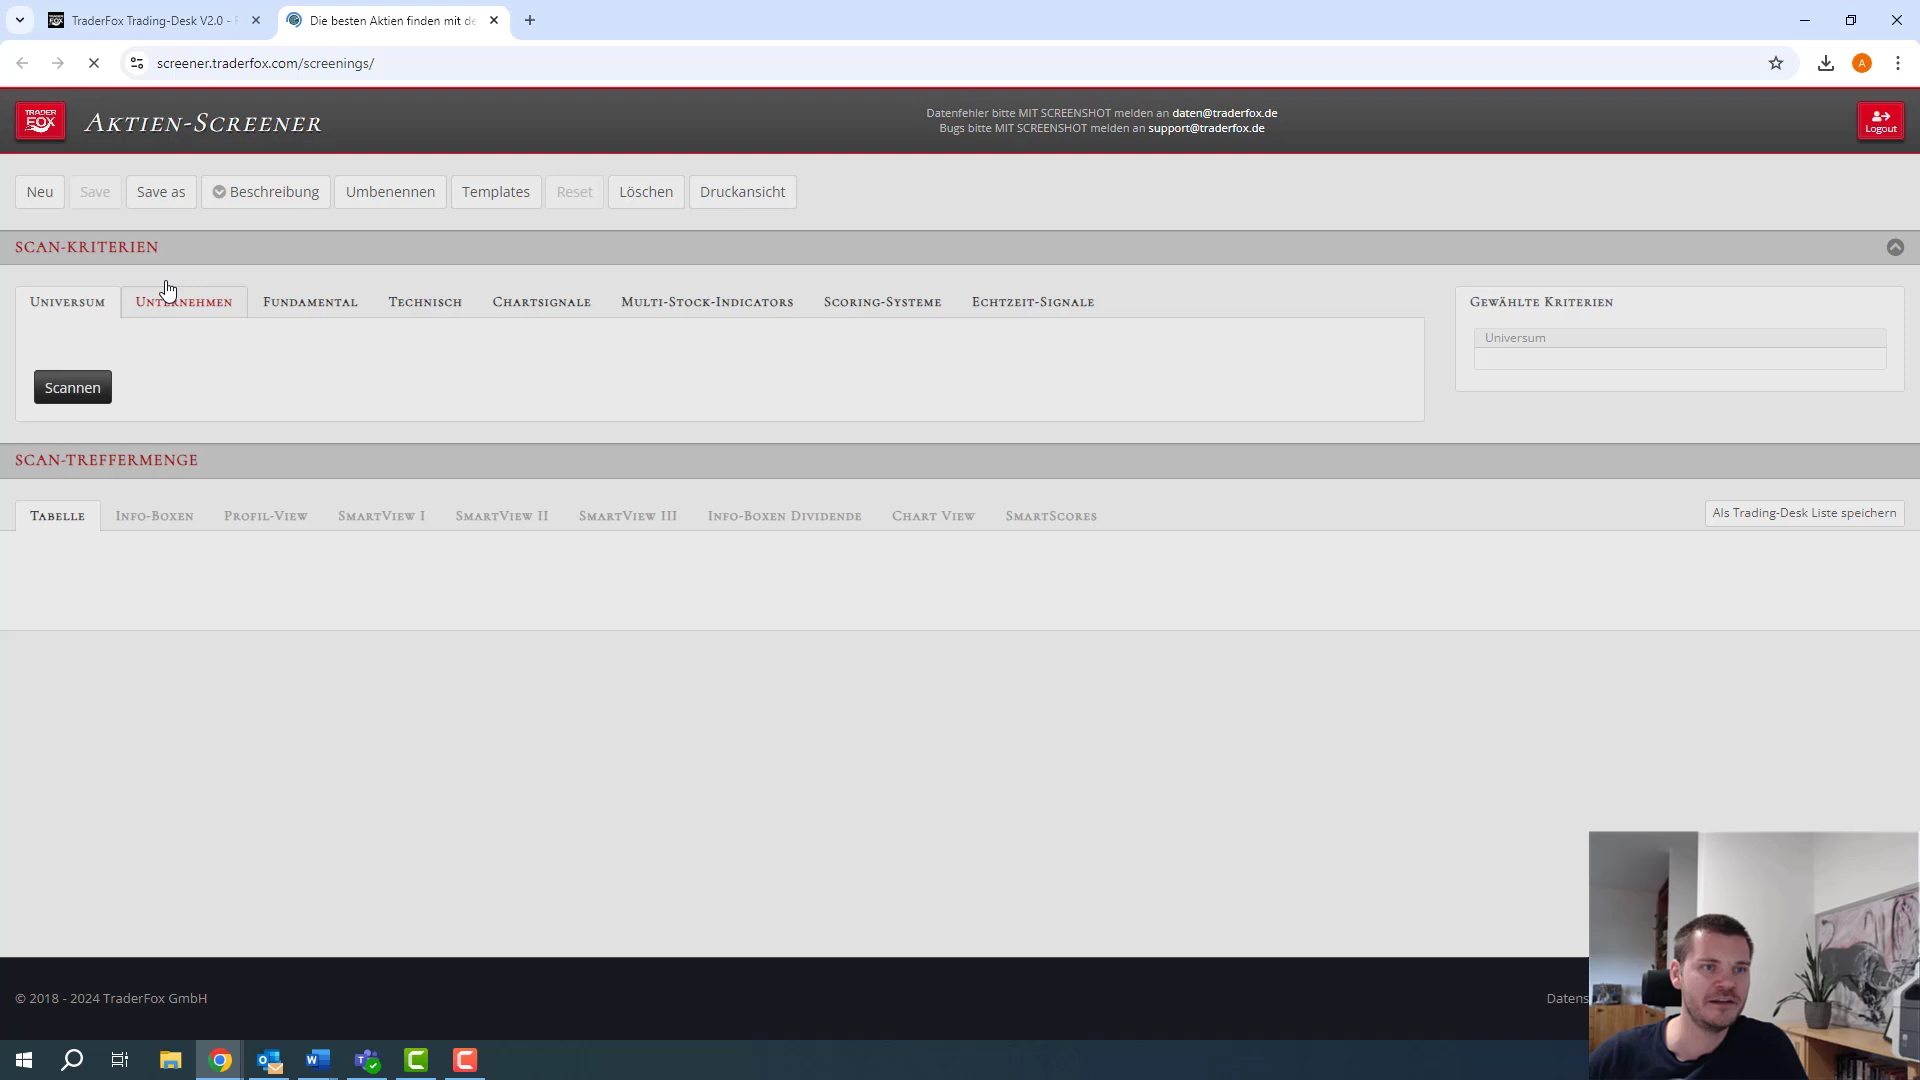 TraderFox Trading-Desk V2.0 -
Die besten Aktien finden mit de
screener.traderfox.com/screenings/
A
TRADER
FOX
Aktien-Screener
Datenfehler bitte MIT SCREENSHOT melden an daten@traderfox.de
Bugs bitte MIT SCREENSHOT melden an support@traderfox.de
Logout
Neu
Save
Save as
Beschreibung
Umbenennen
Templates
Reset
Löschen
Druckansicht
SCAN-KRITERIEN
Universum
Unternehmen
Fundamental
Technisch
Chartsignale
Multi-Stock-Indicators
Scoring-Systeme
Echtzeit-Signale
Gewählte Kriterien
Universum
Scannen
SCAN-TREFFERMENGE
Tabelle
Info-Boxen
Profil-View
SmartView I
SmartView II
SmartView III
Info-Boxen Dividende
Chart View
SmartScores
Als Trading-Desk Liste speichern
© 2018 - 2024 TraderFox GmbH
Datens